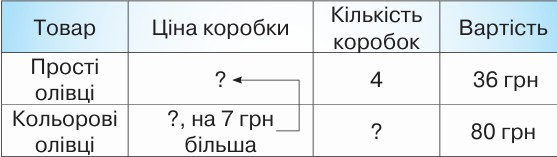 Товар Ціна коробки Кількість коробок Вартість
Прості олівці ? 4 36 грн
Кольорові олівці ?, на 7 грн більша ? 80 грн